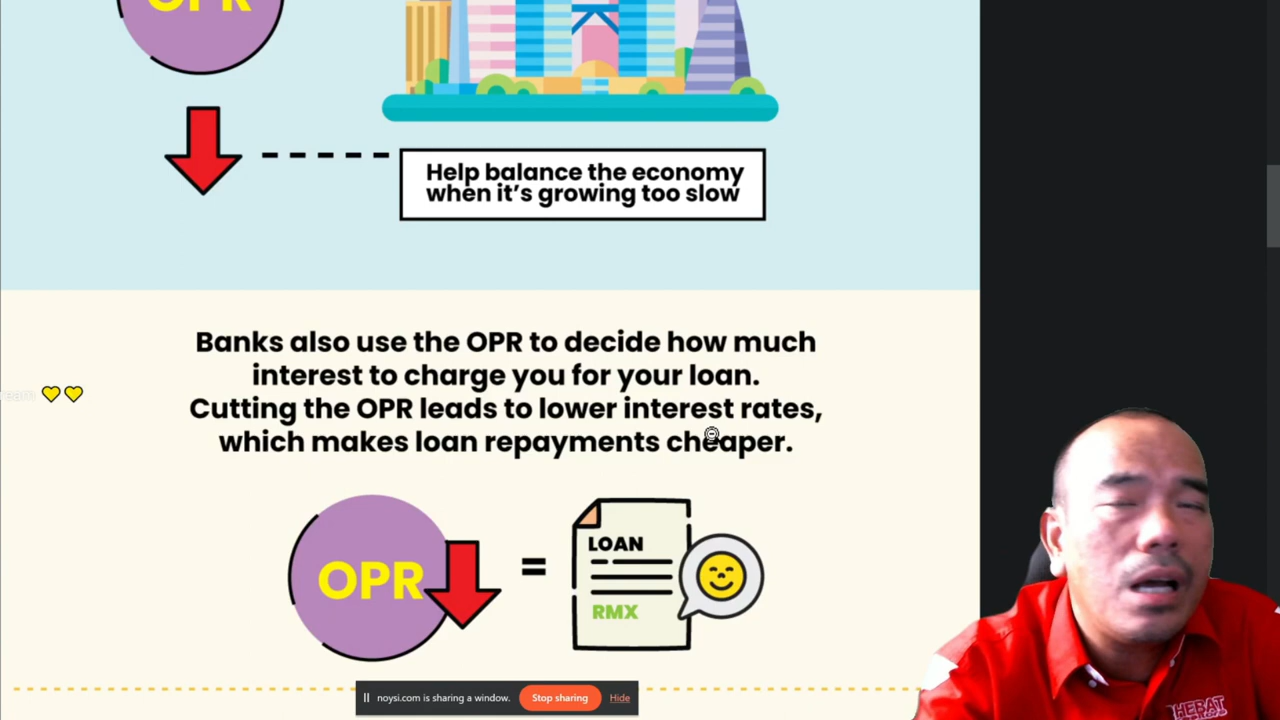 OPR
Help balance the economy
when it's growing too slow
Banks also use the OPR to decide how much
interest to charge you for your loan.
Cutting the OPR leads to lower interest rates,
which makes loan repayments cheaper.
OPR
=
LOAN
RMX
noysi.com is sharing a window.
Stop sharing
Hide
HEBAT